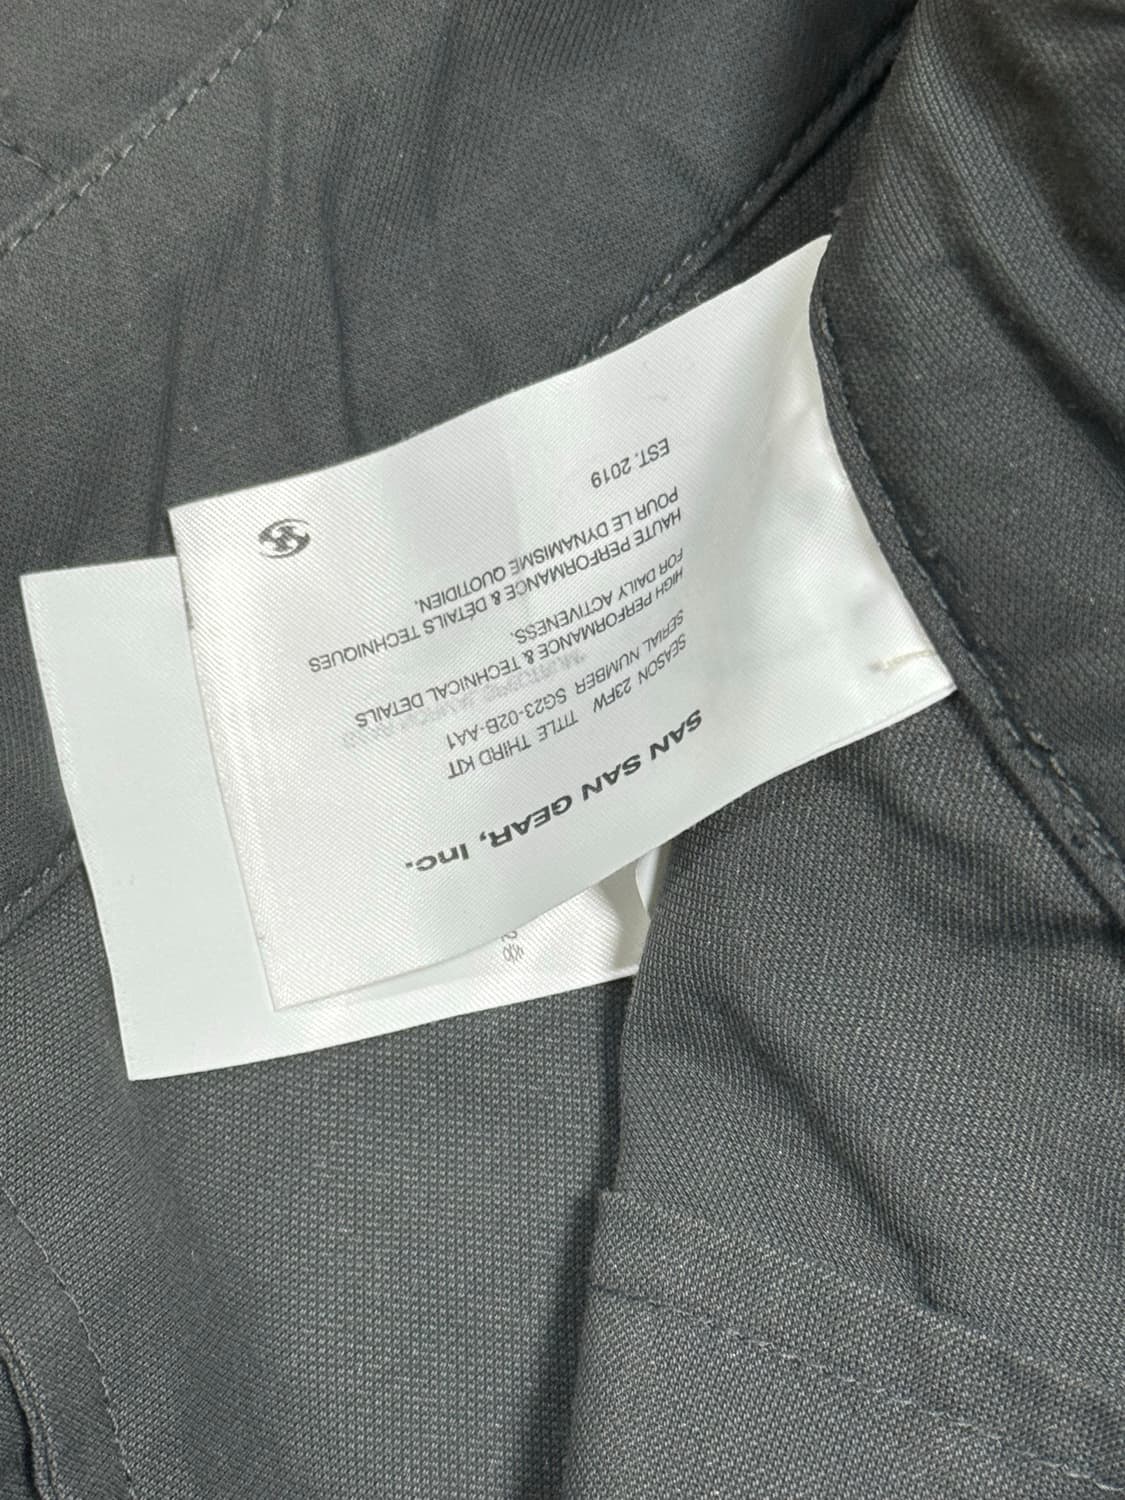 SAN SAN GEAR, Inc.
SEASON 23FW TITLE THIRD KIT
SERIAL NUMBER SG23-02B-AA1
HIGH PERFORMANCE & TECHNICAL DETAILS
FOR DAILY ACTIVENESS.
HAUTE PERFORMANCE & DÉTAILS TECHNIQUES
POUR LE DYNAMISME QUOTIDIEN.
EST. 2019